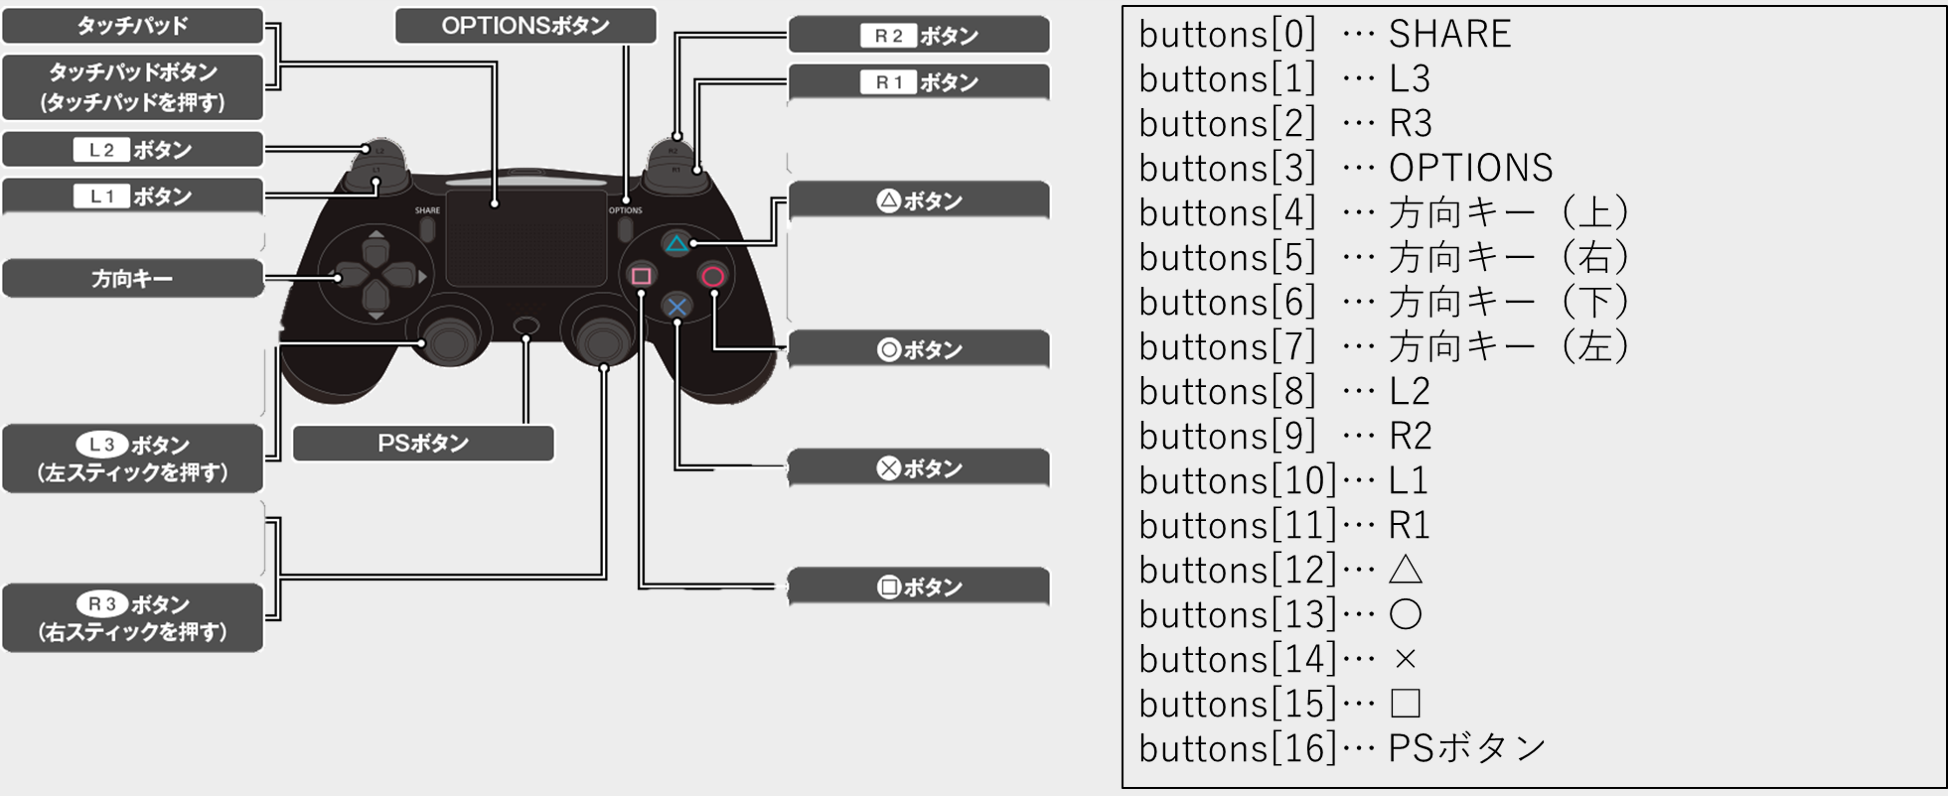 タッチパッド
タッチパッドボタン
(タッチパッドを押す)
L2 ボタン
L1 ボタン
方向キー
L3 ボタン
(左スティックを押す)
R3 ボタン
(右スティックを押す)
OPTIONSボタン
L2
L1
SHARE
OPTIONS
R2
R1
PSボタン
R2 ボタン
R1 ボタン
△ボタン
○ボタン
×ボタン
□ボタン
buttons[0] … SHARE
buttons[1] … L3
buttons[2] … R3
buttons[3] … OPTIONS
buttons[4] … 方向キー（上）
buttons[5] … 方向キー（右）
buttons[6] … 方向キー（下）
buttons[7] … 方向キー（左）
buttons[8] … L2
buttons[9] … R2
buttons[10]… L1
buttons[11]… R1
buttons[12]… △
buttons[13]… ○
buttons[14]… ×
buttons[15]… □
buttons[16]… PSボタン